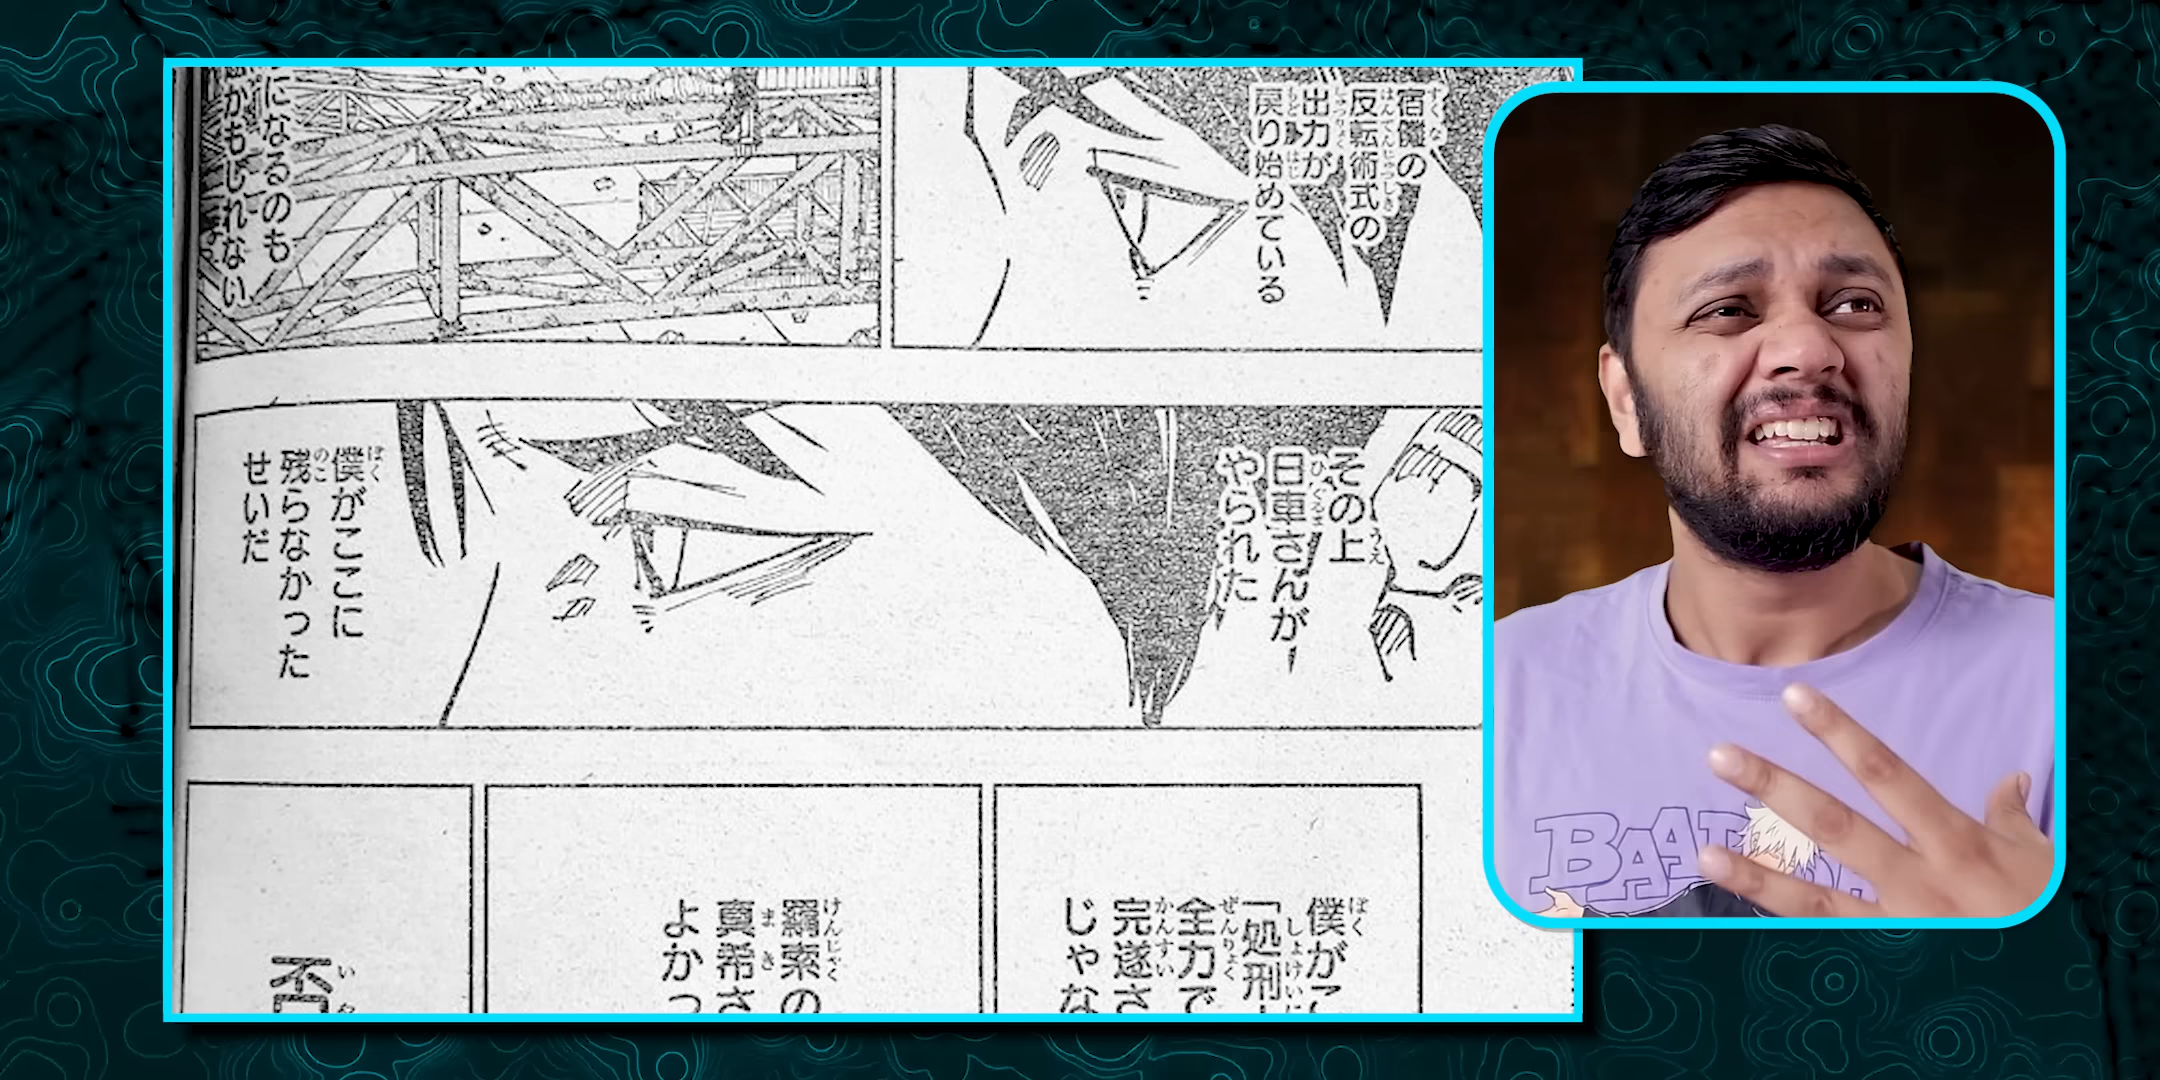 宿儺の
反転術式の
出力が
戻り始めている
になるのも
かもしれない
その上
日車さんが
やられた
僕がここに
残らなかった
せいだ
僕がこ
「処刑
全力で
完遂さ
じゃな
羂索の
真希さ
よかっ
否
BAAD